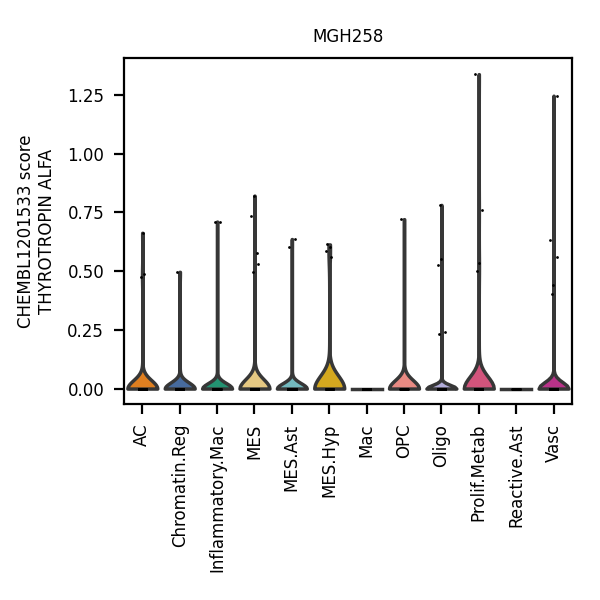 MGH258
CHEMBL1201533 score
THYROTROPIN ALFA
1.25
1.00
0.75
0.50
0.25
0.00
AC
Chromatin.Reg
Inflammatory.Mac
MES
MES.Ast
MES.Hyp
Mac
OPC
Oligo
Prolif.Metab
Reactive.Ast
Vasc